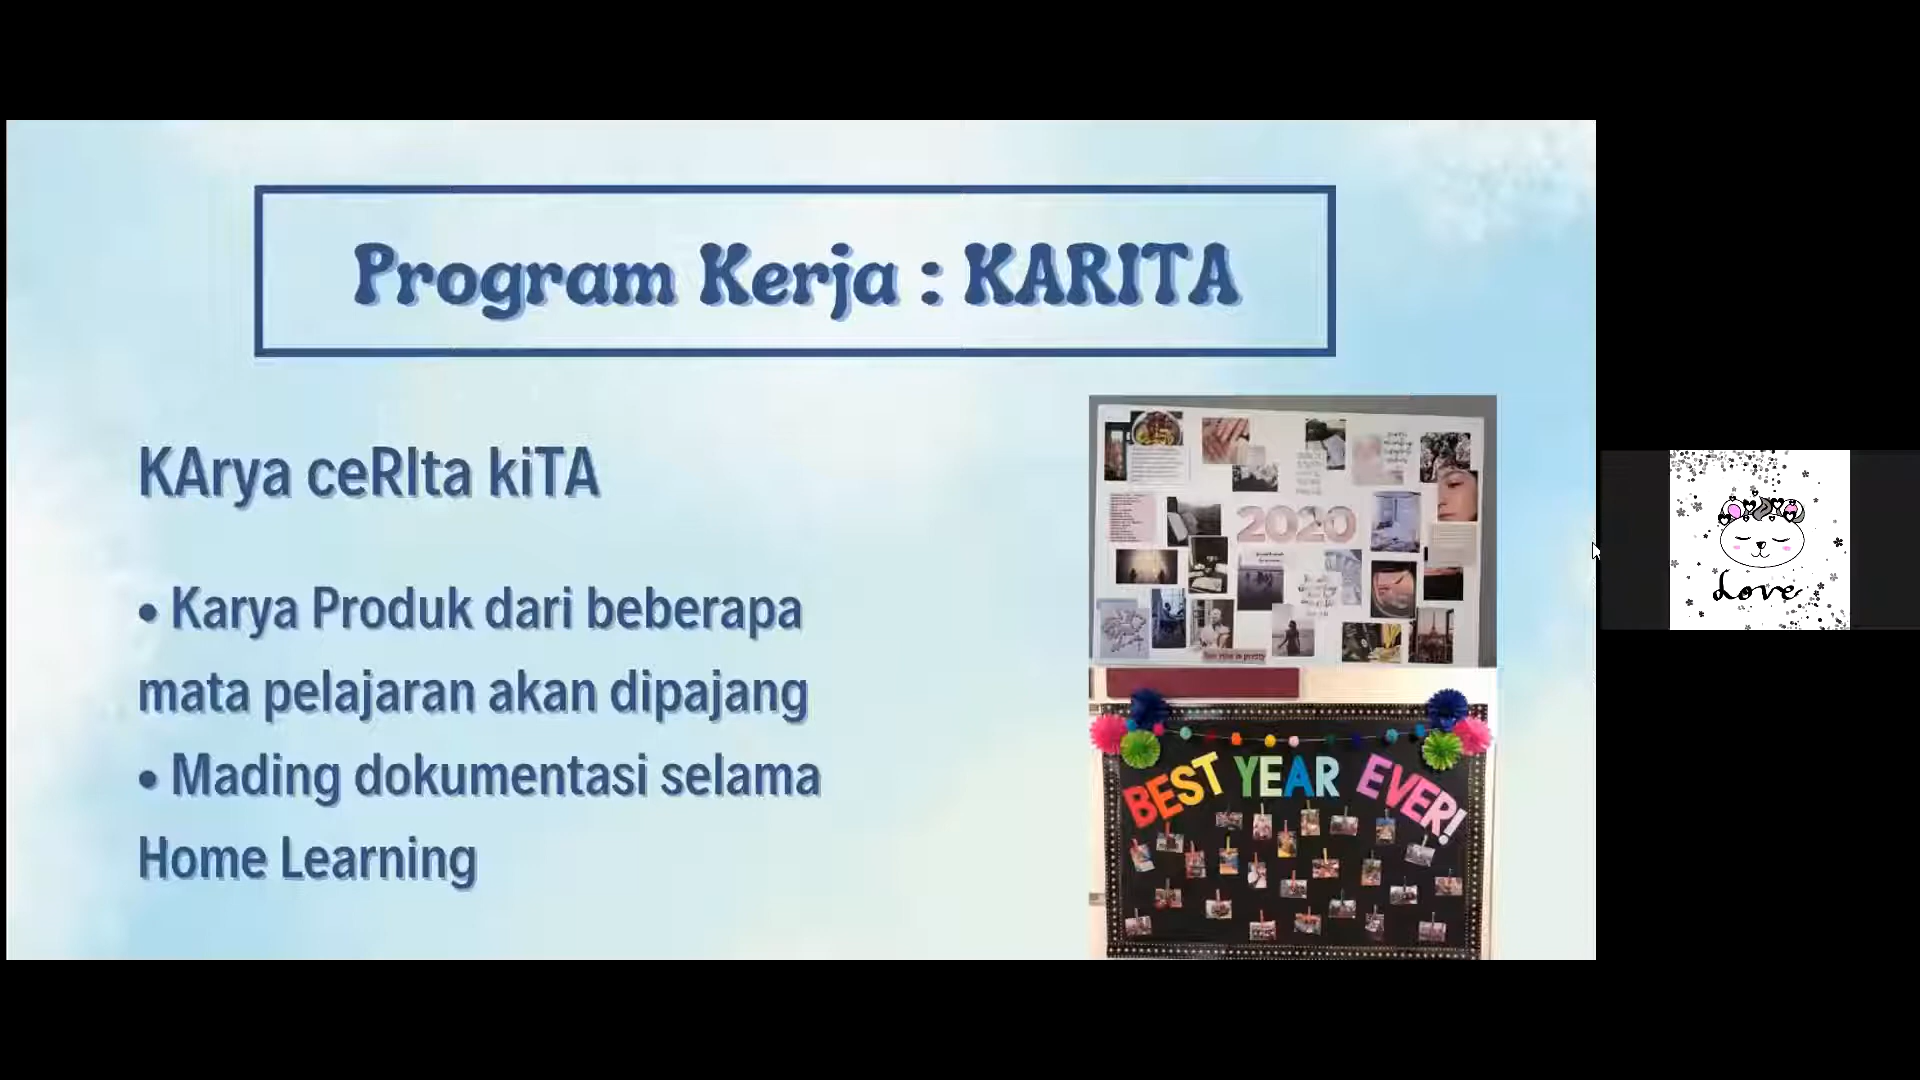 Program Kerja : KARITA
KArya ceRIta kiTA
• Karya Produk dari beberapa
mata pelajaran akan dipajang
• Mading dokumentasi selama
Home Learning
2020
BEST YEAR EVER!
Love